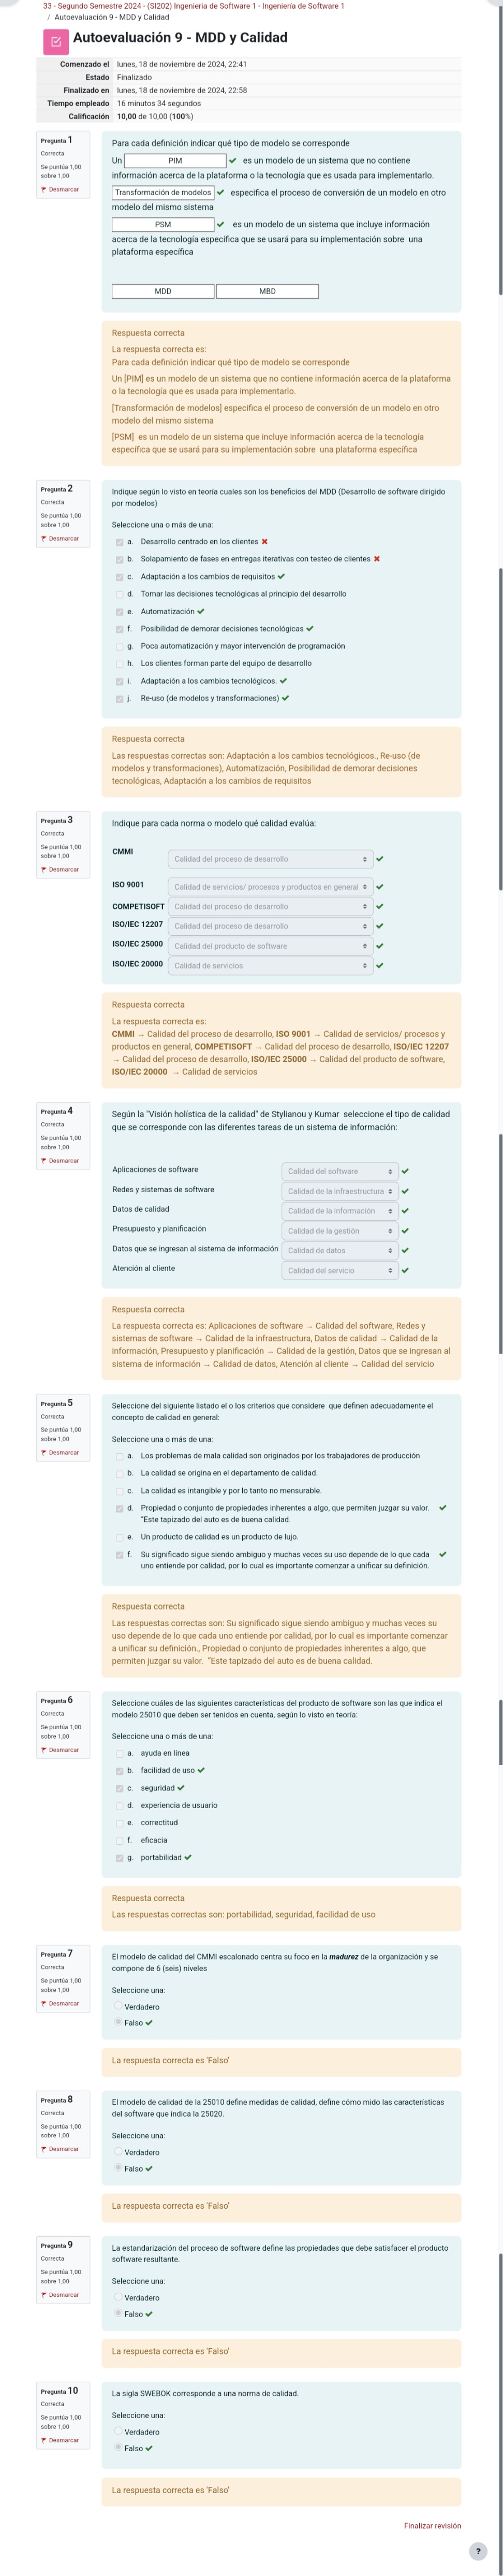 33 - Segundo Semestre 2024 - (SI202) Ingenieria de Software 1 - Ingeniería de Software 1
/ Autoevaluación 9 - MDD y Calidad
Autoevaluación 9 - MDD y Calidad
Comenzado el lunes, 18 de noviembre de 2024, 22:41
Estado Finalizado
Finalizado en lunes, 18 de noviembre de 2024, 22:58
Tiempo empleado 16 minutos 34 segundos
Calificación 10,00 de 10,00 (100%)
Pregunta 1
Correcta
Se puntúa 1,00
sobre 1,00
Desmarcar
Para cada definición indicar qué tipo de modelo se corresponde
Un PIM es un modelo de un sistema que no contiene
información acerca de la plataforma o la tecnología que es usada para implementarlo.
Transformación de modelos especifica el proceso de conversión de un modelo en otro
modelo del mismo sistema
PSM es un modelo de un sistema que incluye información
acerca de la tecnología específica que se usará para su implementación sobre una
plataforma específica
MDD MBD
Respuesta correcta
La respuesta correcta es:
Para cada definición indicar qué tipo de modelo se corresponde
Un [PIM] es un modelo de un sistema que no contiene información acerca de la plataforma
o la tecnología que es usada para implementarlo.
[Transformación de modelos] especifica el proceso de conversión de un modelo en otro
modelo del mismo sistema
[PSM] es un modelo de un sistema que incluye información acerca de la tecnología
específica que se usará para su implementación sobre una plataforma específica
Pregunta 2
Correcta
Se puntúa 1,00
sobre 1,00
Desmarcar
Indique según lo visto en teoría cuales son los beneficios del MDD (Desarrollo de software dirigido
por modelos)
Seleccione una o más de una:
a. Desarrollo centrado en los clientes
b. Solapamiento de fases en entregas iterativas con testeo de clientes
c. Adaptación a los cambios de requisitos
d. Tomar las decisiones tecnológicas al principio del desarrollo
e. Automatización
f. Posibilidad de demorar decisiones tecnológicas
g. Poca automatización y mayor intervención de programación
h. Los clientes forman parte del equipo de desarrollo
i. Adaptación a los cambios tecnológicos.
j. Re-uso (de modelos y transformaciones)
Respuesta correcta
Las respuestas correctas son: Adaptación a los cambios tecnológicos., Re-uso (de
modelos y transformaciones), Automatización, Posibilidad de demorar decisiones
tecnológicas, Adaptación a los cambios de requisitos
Pregunta 3
Correcta
Se puntúa 1,00
sobre 1,00
Desmarcar
Indique para cada norma o modelo qué calidad evalúa:
CMMI Calidad del proceso de desarrollo
ISO 9001 Calidad de servicios/ procesos y productos en general
COMPETISOFT Calidad del proceso de desarrollo
ISO/IEC 12207 Calidad del proceso de desarrollo
ISO/IEC 25000 Calidad del producto de software
ISO/IEC 20000 Calidad de servicios
Respuesta correcta
La respuesta correcta es:
CMMI → Calidad del proceso de desarrollo, ISO 9001 → Calidad de servicios/ procesos y
productos en general, COMPETISOFT → Calidad del proceso de desarrollo, ISO/IEC 12207
→ Calidad del proceso de desarrollo, ISO/IEC 25000 → Calidad del producto de software,
ISO/IEC 20000 → Calidad de servicios
Pregunta 4
Correcta
Se puntúa 1,00
sobre 1,00
Desmarcar
Según la "Visión holística de la calidad" de Stylianou y Kumar seleccione el tipo de calidad
que se corresponde con las diferentes tareas de un sistema de información:
Aplicaciones de software Calidad del software
Redes y sistemas de software Calidad de la infraestructura
Datos de calidad Calidad de la información
Presupuesto y planificación Calidad de la gestión
Datos que se ingresan al sistema de información Calidad de datos
Atención al cliente Calidad del servicio
Respuesta correcta
La respuesta correcta es: Aplicaciones de software → Calidad del software, Redes y
sistemas de software → Calidad de la infraestructura, Datos de calidad → Calidad de la
información, Presupuesto y planificación → Calidad de la gestión, Datos que se ingresan al
sistema de información → Calidad de datos, Atención al cliente → Calidad del servicio
Pregunta 5
Correcta
Se puntúa 1,00
sobre 1,00
Desmarcar
Seleccione del siguiente listado el o los criterios que considere que definen adecuadamente el
concepto de calidad en general:
Seleccione una o más de una:
a. Los problemas de mala calidad son originados por los trabajadores de producción
b. La calidad se origina en el departamento de calidad.
c. La calidad es intangible y por lo tanto no mensurable.
d. Propiedad o conjunto de propiedades inherentes a algo, que permiten juzgar su valor.
"Este tapizado del auto es de buena calidad.
e. Un producto de calidad es un producto de lujo.
f. Su significado sigue siendo ambiguo y muchas veces su uso depende de lo que cada
uno entiende por calidad, por lo cual es importante comenzar a unificar su definición.
Respuesta correcta
Las respuestas correctas son: Su significado sigue siendo ambiguo y muchas veces su
uso depende de lo que cada uno entiende por calidad, por lo cual es importante comenzar
a unificar su definición., Propiedad o conjunto de propiedades inherentes a algo, que
permiten juzgar su valor. "Este tapizado del auto es de buena calidad.
Pregunta 6
Correcta
Se puntúa 1,00
sobre 1,00
Desmarcar
Seleccione cuáles de las siguientes características del producto de software son las que indica el
modelo 25010 que deben ser tenidos en cuenta, según lo visto en teoría:
Seleccione una o más de una:
a. ayuda en línea
b. facilidad de uso
c. seguridad
d. experiencia de usuario
e. correctitud
f. eficacia
g. portabilidad
Respuesta correcta
Las respuestas correctas son: portabilidad, seguridad, facilidad de uso
Pregunta 7
Correcta
Se puntúa 1,00
sobre 1,00
Desmarcar
El modelo de calidad del CMMI escalonado centra su foco en la madurez de la organización y se
compone de 6 (seis) niveles
Seleccione una:
Verdadero
Falso
La respuesta correcta es 'Falso'
Pregunta 8
Correcta
Se puntúa 1,00
sobre 1,00
Desmarcar
El modelo de calidad de la 25010 define medidas de calidad, define cómo mido las características
del software que indica la 25020.
Seleccione una:
Verdadero
Falso
La respuesta correcta es 'Falso'
Pregunta 9
Correcta
Se puntúa 1,00
sobre 1,00
Desmarcar
La estandarización del proceso de software define las propiedades que debe satisfacer el producto
software resultante.
Seleccione una:
Verdadero
Falso
La respuesta correcta es 'Falso'
Pregunta 10
Correcta
Se puntúa 1,00
sobre 1,00
Desmarcar
La sigla SWEBOK corresponde a una norma de calidad.
Seleccione una:
Verdadero
Falso
La respuesta correcta es 'Falso'
Finalizar revisión
?